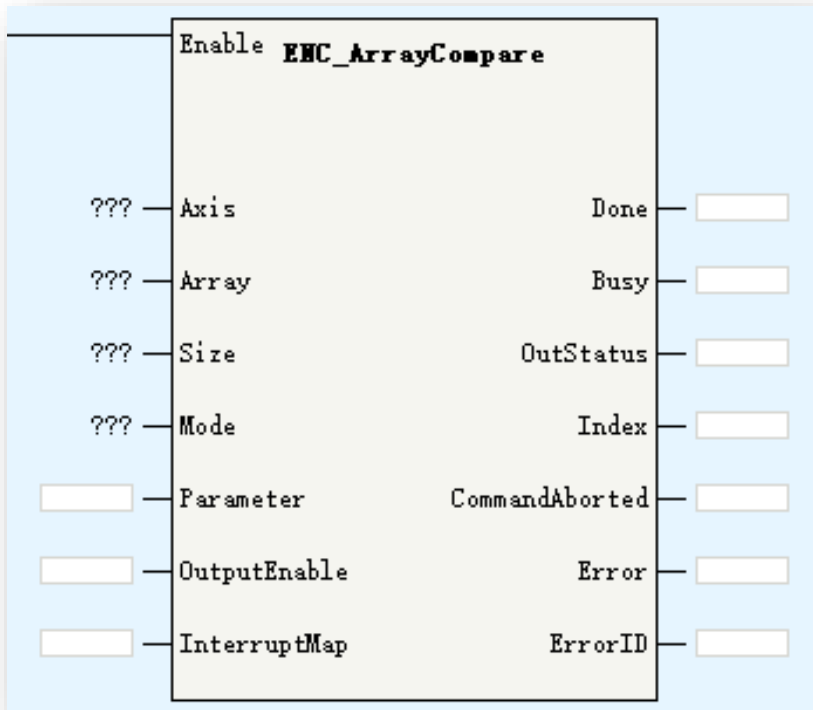 Enable ENC_ArrayCompare
??? Axis Done
??? Array Busy
??? Size OutStatus
??? Mode Index
Parameter CommandAborted
OutputEnable Error
InterruptMap ErrorID